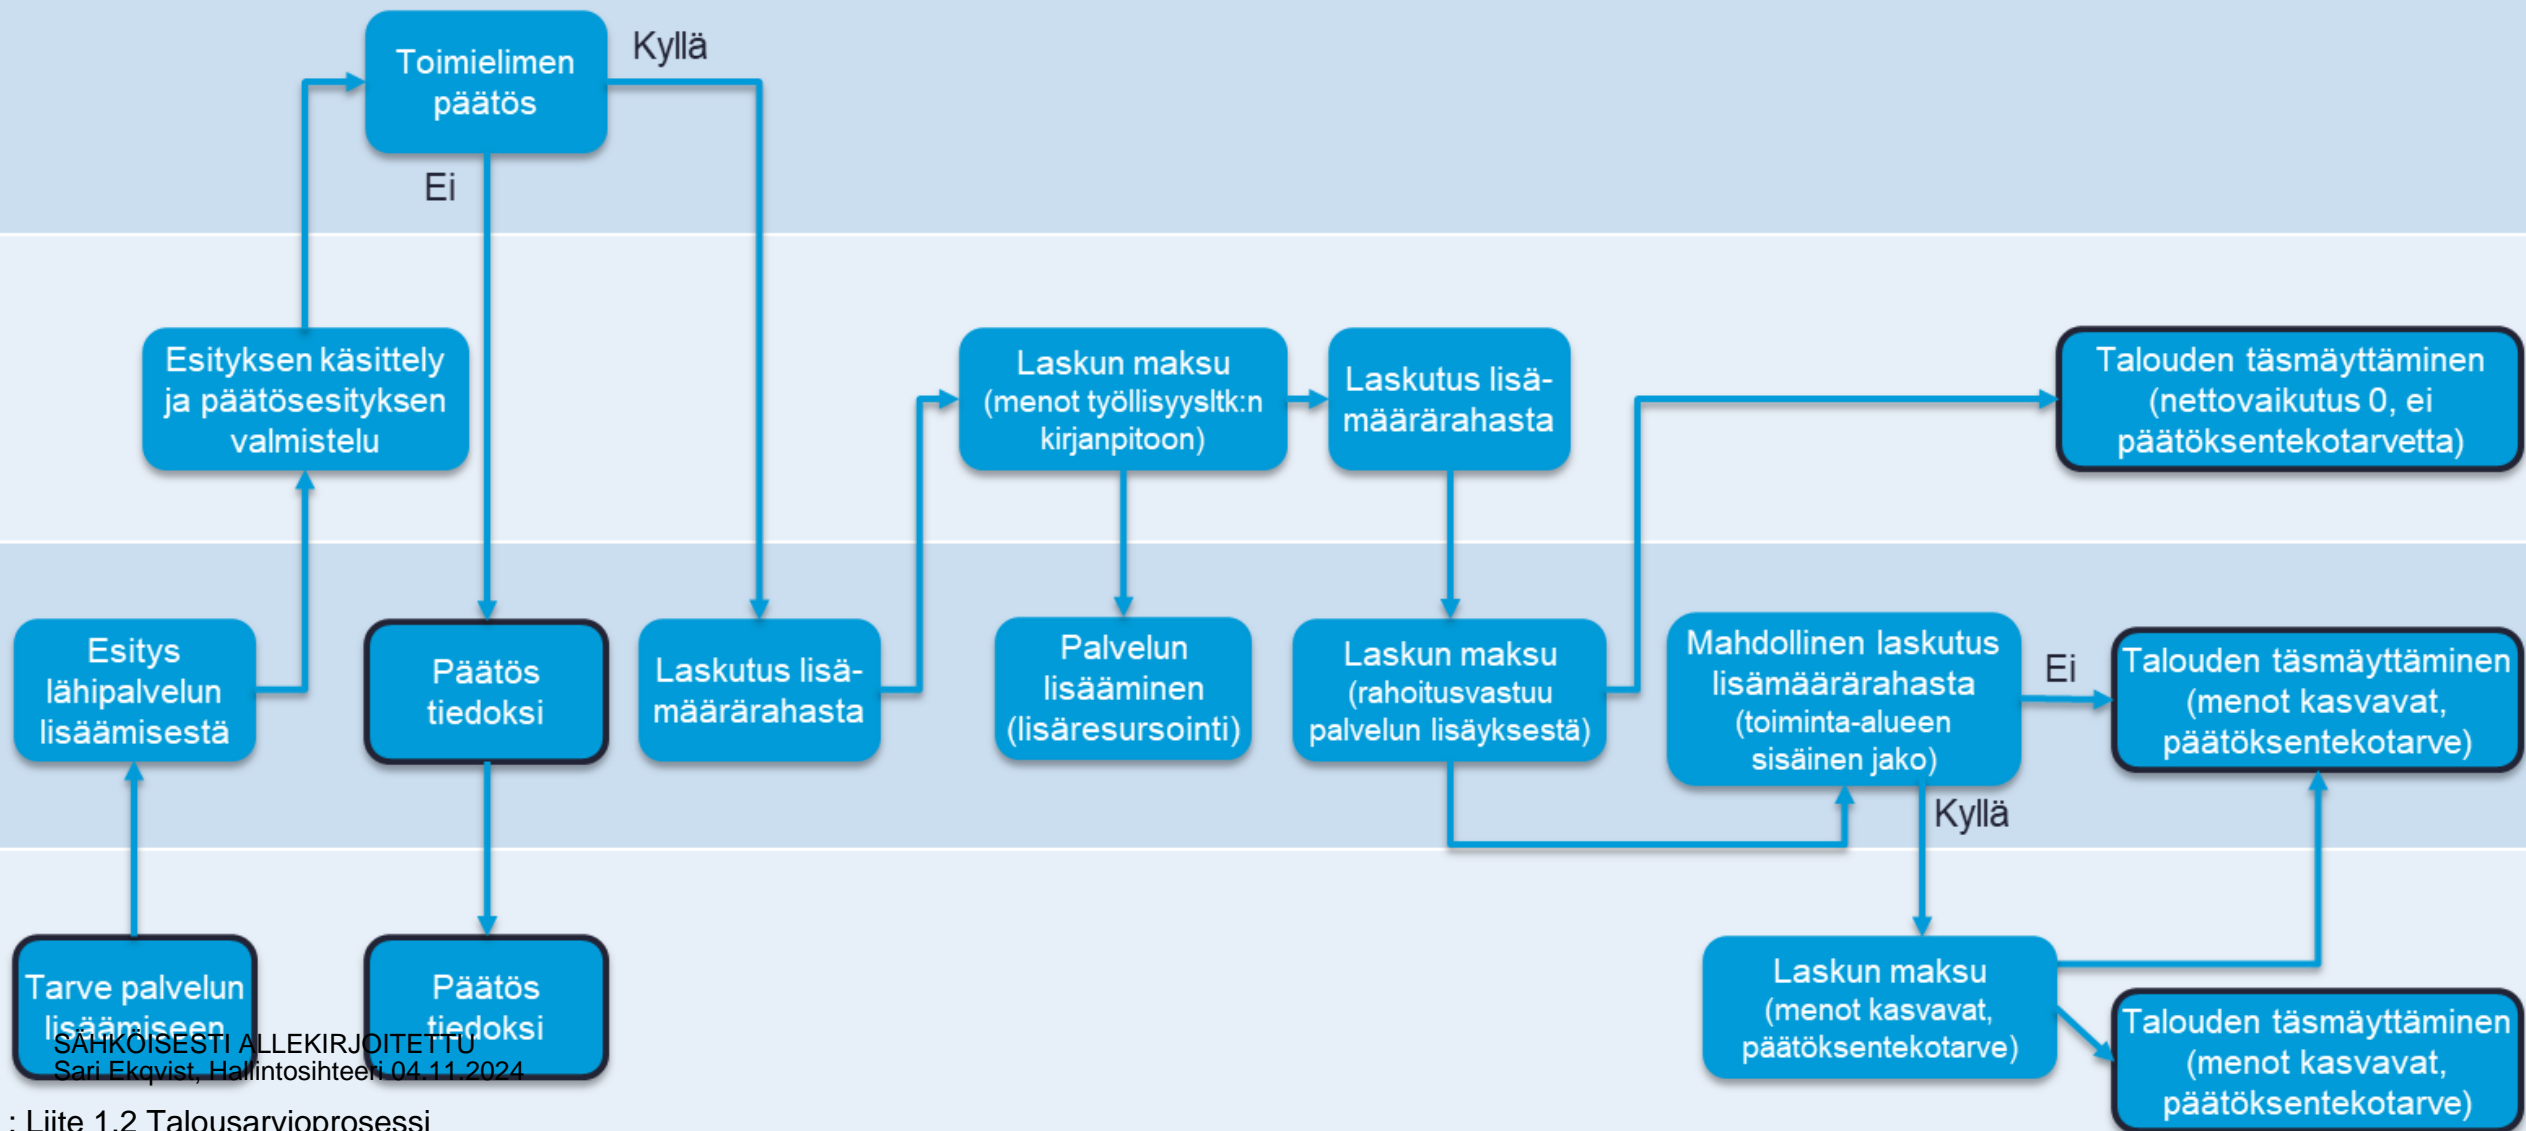 Toimielimen
päätös
Kyllä
Ei
Esityksen käsittely
ja päätösesityksen
valmistelu
Laskun maksu
(menot työllisyysltk:n
kirjanpitoon)
Laskutus lisä-
määrärahasta
Talouden täsmäyttäminen
(nettovaikutus 0, ei
päätöksentekotarvetta)
Esitys
lähipalvelun
lisäämisestä
Päätös
tiedoksi
Laskutus lisä-
määrärahasta
Palvelun
lisääminen
(lisäresursointi)
Laskun maksu
(rahoitusvastuu
palvelun lisäyksestä)
Mahdollinen laskutus
lisämäärärahasta
(toiminta-alueen
sisäinen jako)
Ei
Kyllä
Talouden täsmäyttäminen
(menot kasvavat,
päätöksentekotarve)
Tarve palvelun
lisäämiseen
Päätös
tiedoksi
Laskun maksu
(menot kasvavat,
päätöksentekotarve)
Talouden täsmäyttäminen
(menot kasvavat,
päätöksentekotarve)
SÄHKÖISESTI ALLEKIRJOITETTU
Sari Ekqvist, Hallintosihteeri 04.11.2024
: Liite 1.2 Talousarvioprosessi